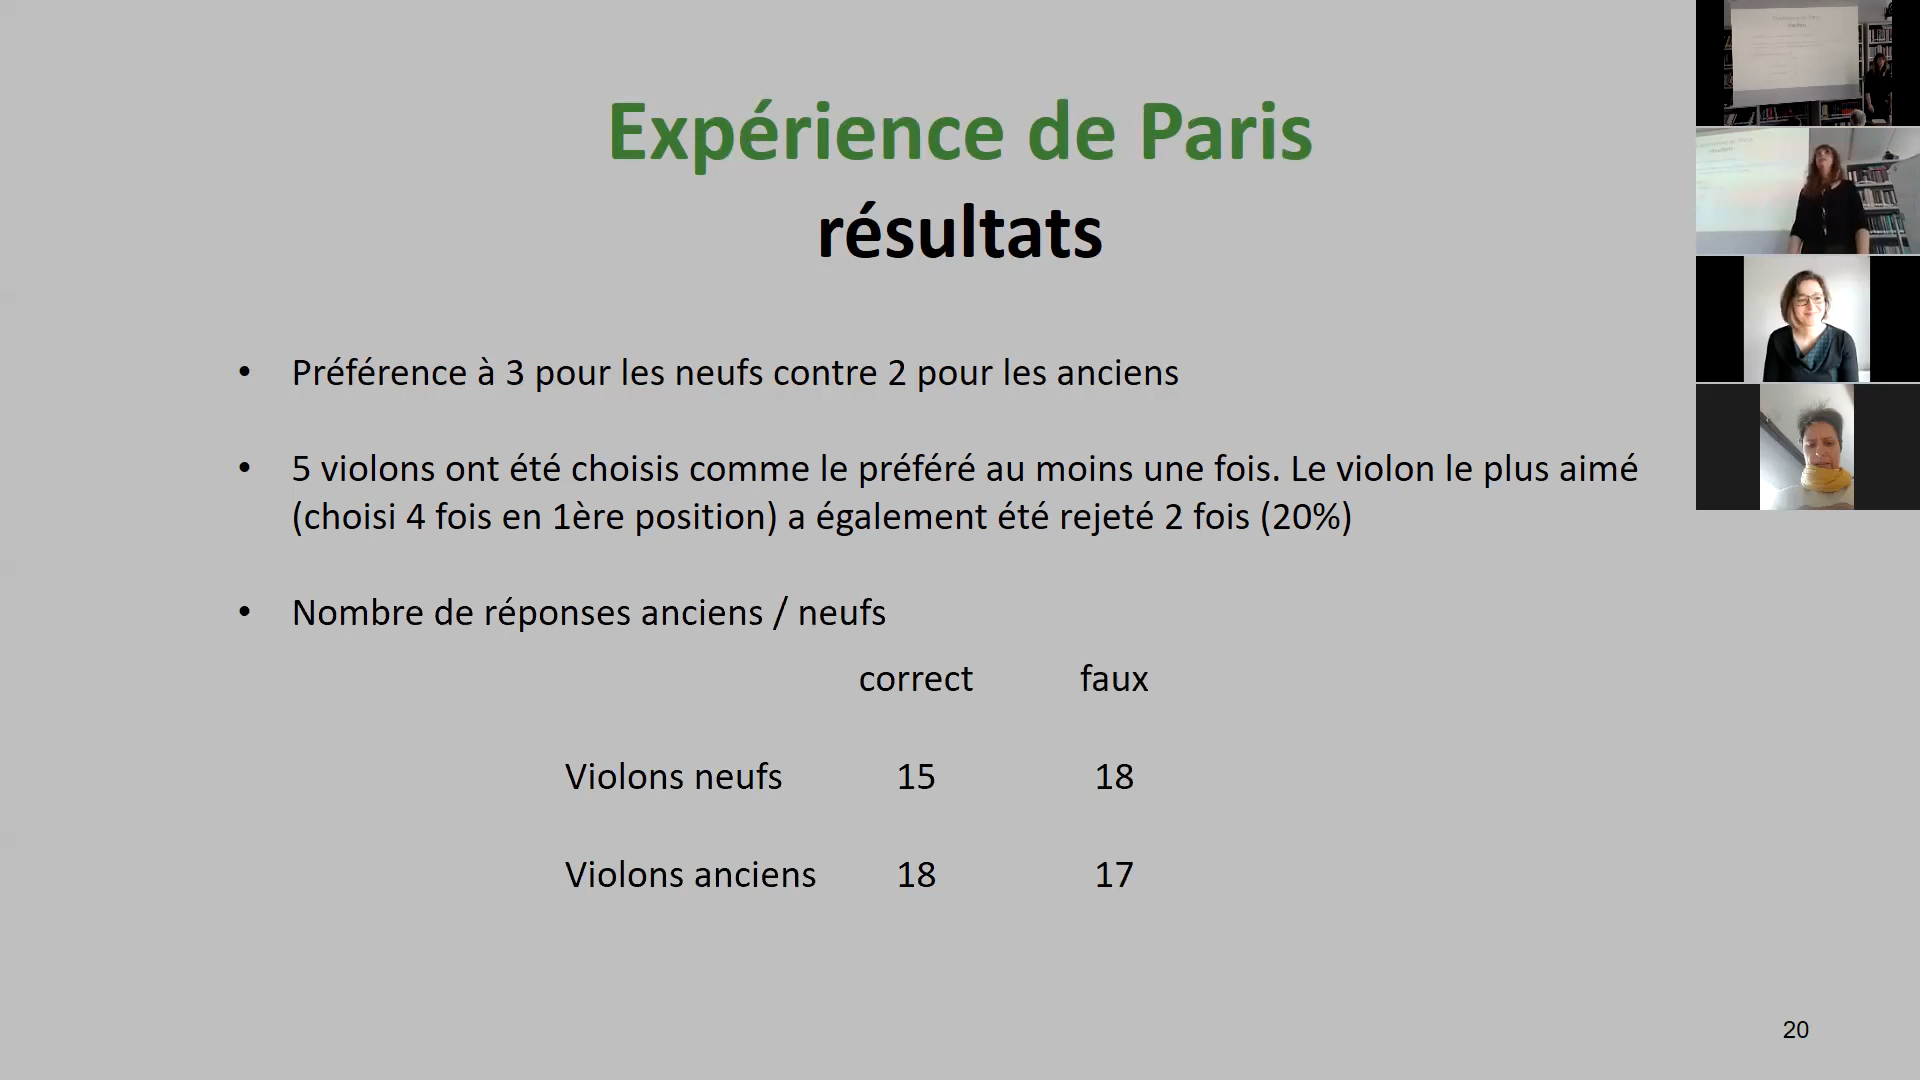 Expérience de Paris
résultats
• Préférence à 3 pour les neufs contre 2 pour les anciens
• 5 violons ont été choisis comme le préféré au moins une fois. Le violon le plus aimé
(choisi 4 fois en 1ère position) a également été rejeté 2 fois (20%)
• Nombre de réponses anciens / neufs
correct faux
Violons neufs 15 18
Violons anciens 18 17
20